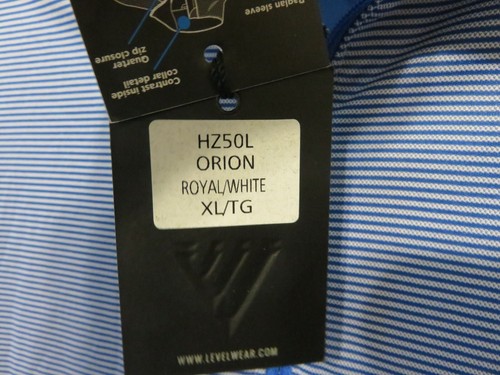 Raglan sleeve
Quarter
zip closure
Contrast inside
collar detail
HZ50L
ORION
ROYAL/WHITE
XL/TG
WWW.LEVELWEAR.COM